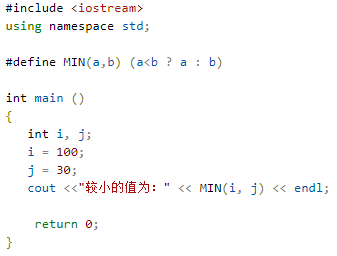 #include <iostream>
using namespace std;
#define MIN(a,b) (a<b ? a : b)
int main ()
{
int i, j;
i = 100;
j = 30;
cout <<"较小的值为：" << MIN(i, j) << endl;
return 0;
}